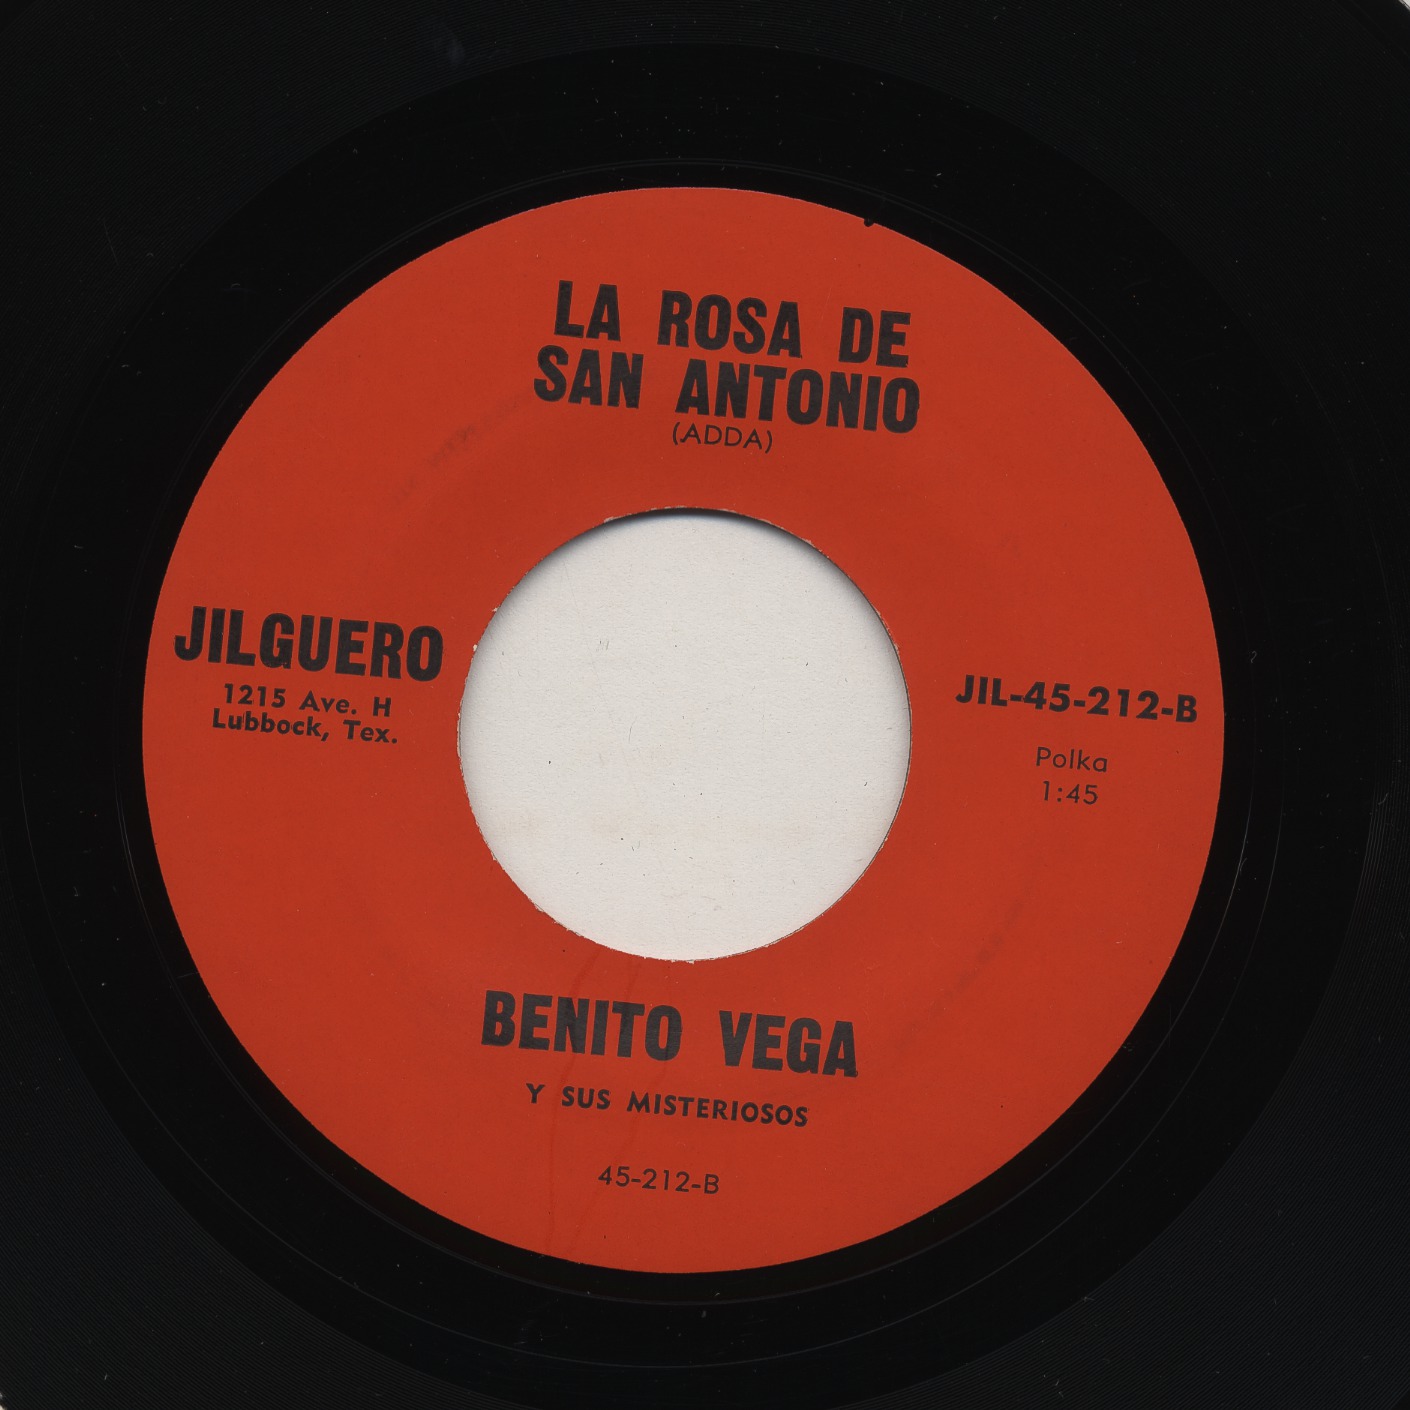 LA ROSA DE
SAN ANTONIO
(ADDA)
JILGUERO
1215 Ave. H
Lubbock, Tex.
JIL-45-212-B
Polka
1:45
BENITO VEGA
Y SUS MISTERIOSOS
45-212-B